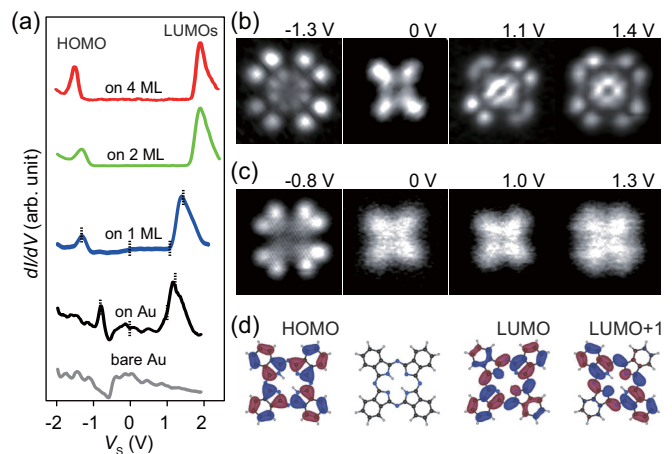 (a)
HOMO
LUMOs
on 4 ML
on 2 ML
on 1 ML
on Au
bare Au
dI/dV (arb. unit)
-2 -1 0 1 2
Vs (V)
(b)
-1.3 V 0 V 1.1 V 1.4 V
(c)
-0.8 V 0 V 1.0 V 1.3 V
(d)
HOMO LUMO LUMO+1